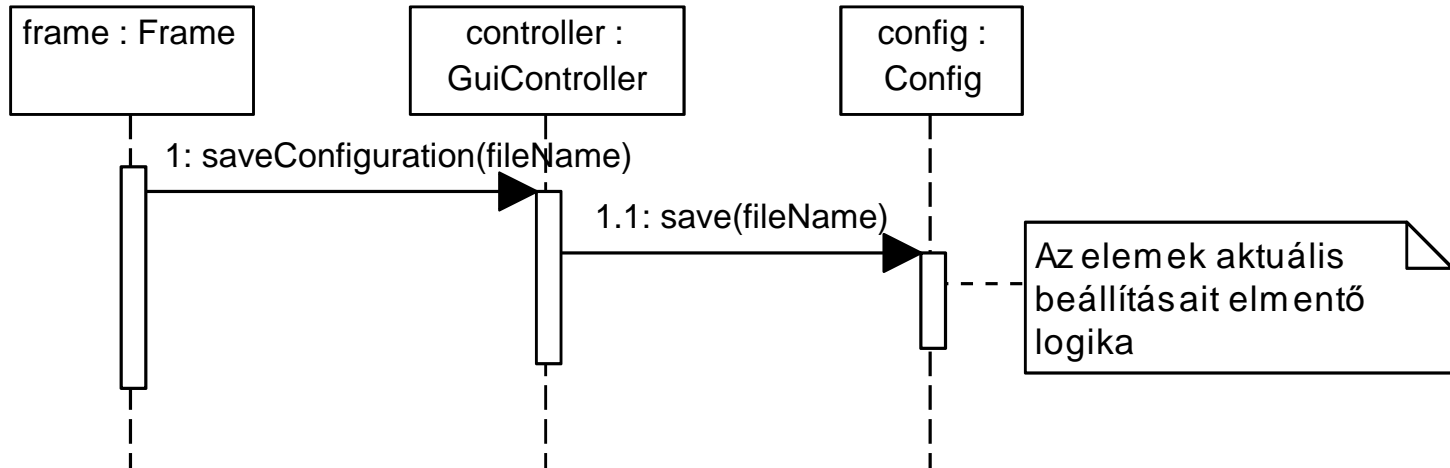 frame : Frame
controller :
GuiController
config :
Config
1: saveConfiguration(fileName)
1.1: save(fileName)
Az elemek aktuális
beállításait elmentő
logika